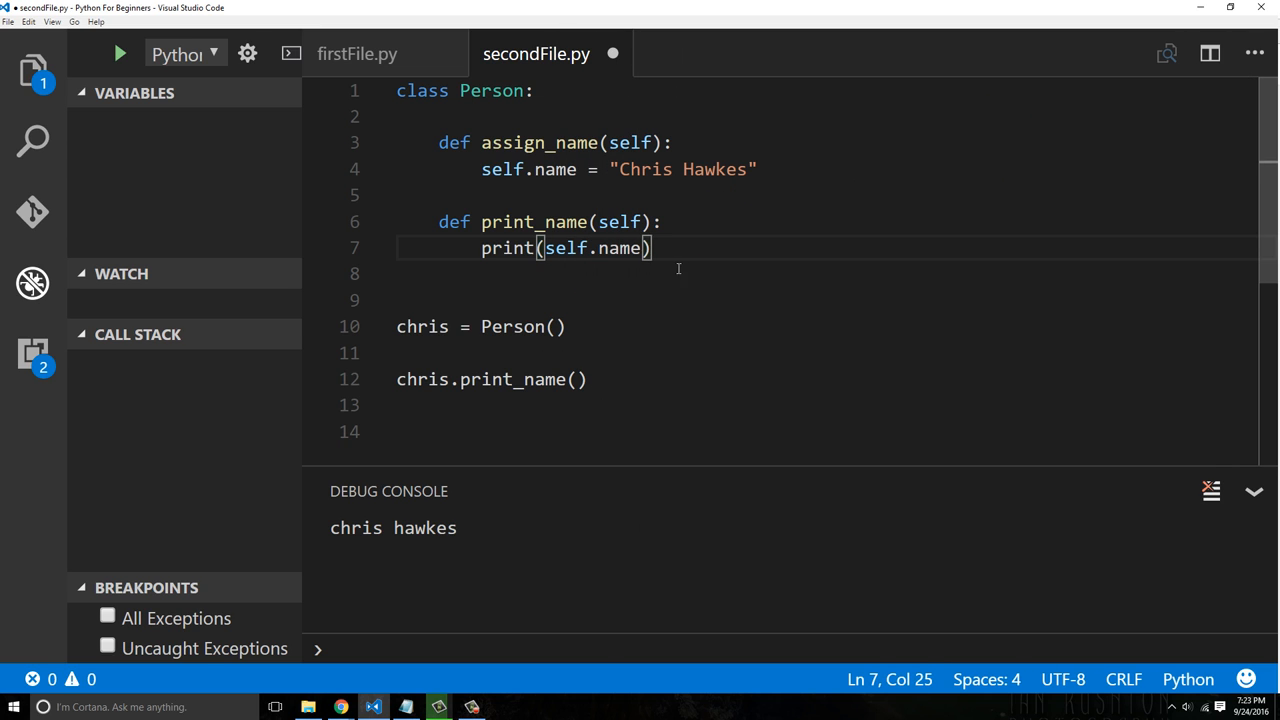 secondFile.py - Python For Beginners - Visual Studio Code
File Edit View Go Help
1
Python
firstFile.py
secondFile.py
VARIABLES
WATCH
CALL STACK
2
BREAKPOINTS
All Exceptions
Uncaught Exceptions
1 class Person:
2
3 def assign_name(self):
4 self.name = "Chris Hawkes"
5
6 def print_name(self):
7 print(self.name)
8
9
10 chris = Person()
11
12 chris.print_name()
13
14
DEBUG CONSOLE
chris hawkes
0 0
Ln 7, Col 25 Spaces: 4 UTF-8 CRLF Python
I'm Cortana. Ask me anything.
7:23 PM
9/24/2016